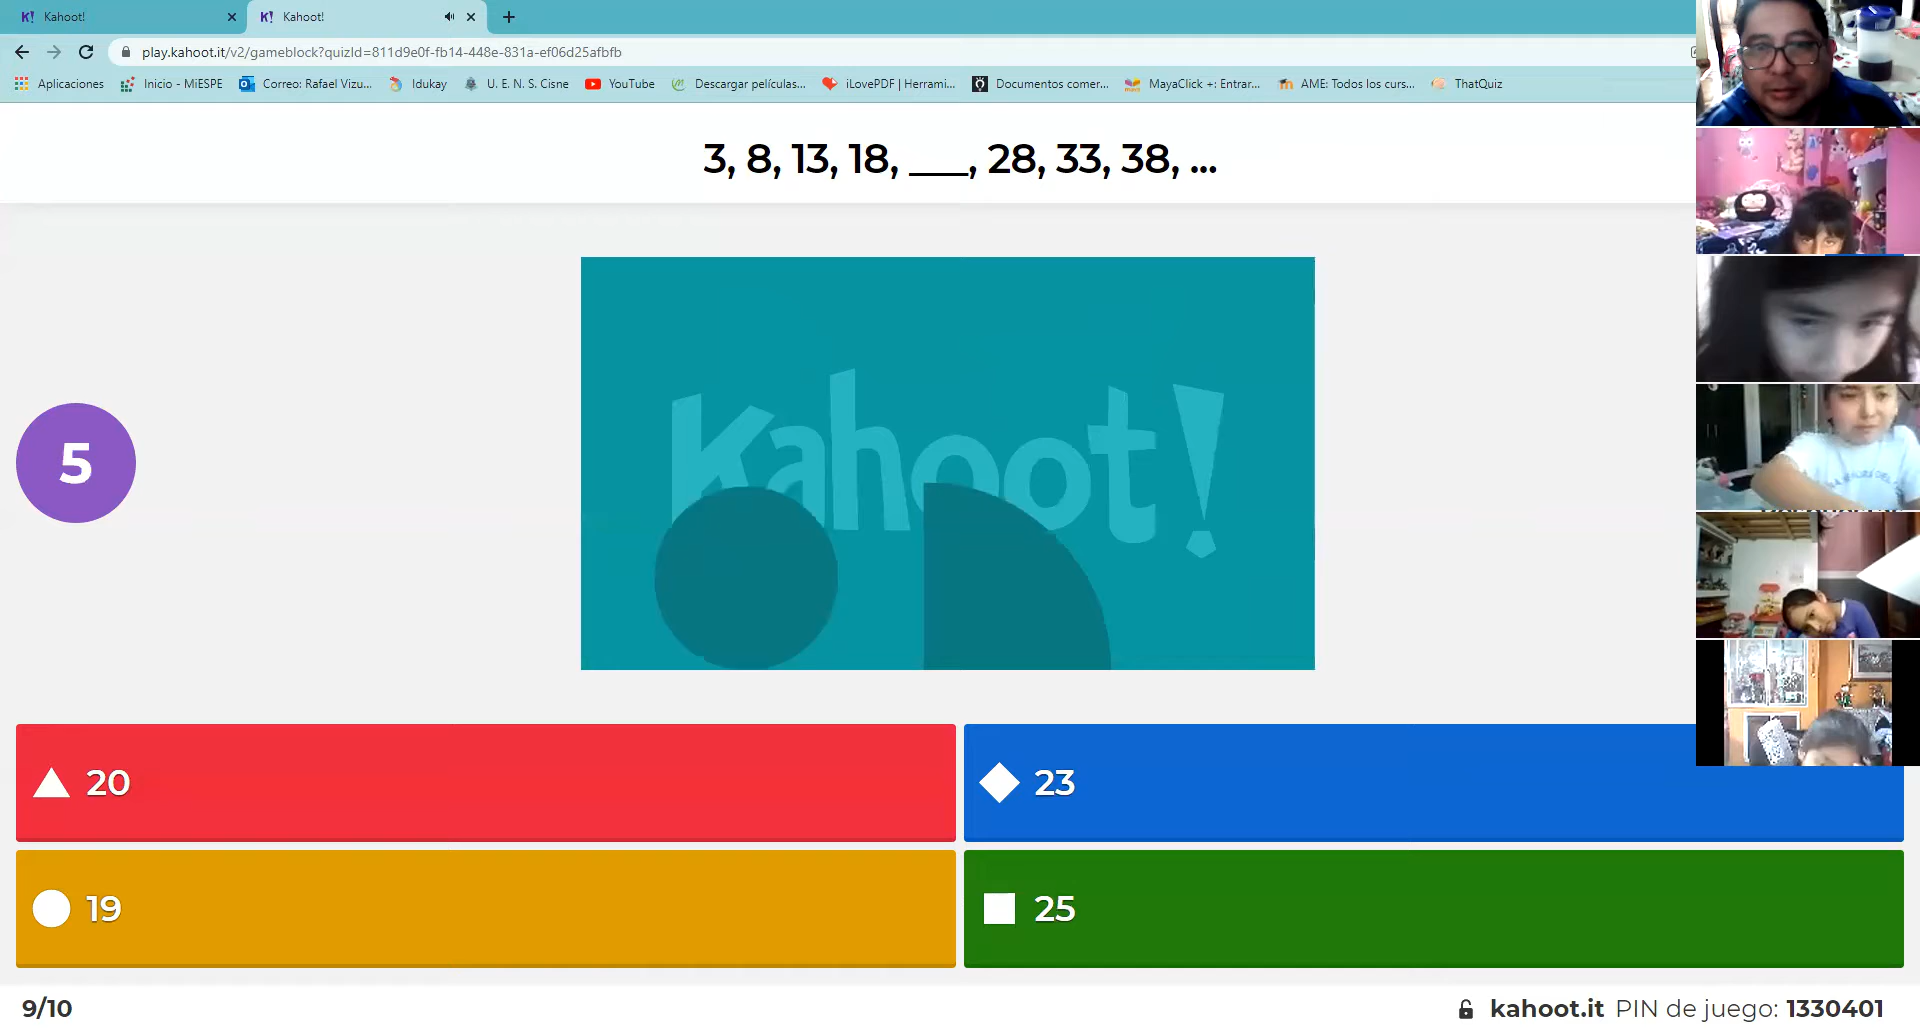 Kahoot!
Kahoot!
play.kahoot.it/v2/gameblock?quizId=811d9e0f-fb14-448e-831a-ef06d25afbfb
Aplicaciones Inicio - MiESPE Correo: Rafael Vizu... Idukay U. E. N. S. Cisne YouTube Descargar películas... iLovePDF | Herrami... Documentos comer... MayaClick +: Entrar... AME: Todos los curs... ThatQuiz
3, 8, 13, 18, ___, 28, 33, 38, ...
Kahoot!
5
20
23
19
25
9/10
kahoot.it PIN de juego: 1330401